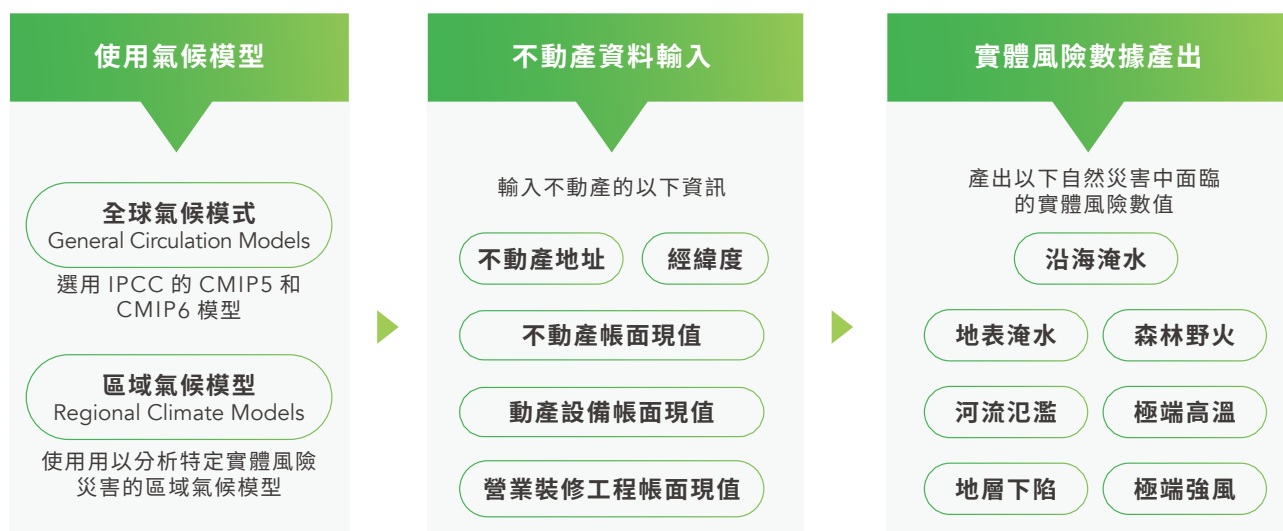 使用氣候模型
全球氣候模式
General Circulation Models
選用 IPCC 的 CMIP5 和
CMIP6 模型
區域氣候模型
Regional Climate Models
使用用以分析特定實體風險
災害的區域氣候模型
不動產資料輸入
輸入不動產的以下資訊
不動產地址
經緯度
不動產帳面現值
動產設備帳面現值
營業裝修工程帳面現值
實體風險數據產出
產出以下自然災害中面臨
的實體風險數值
沿海淹水
地表淹水
森林野火
河流氾濫
極端高溫
地層下陷
極端強風